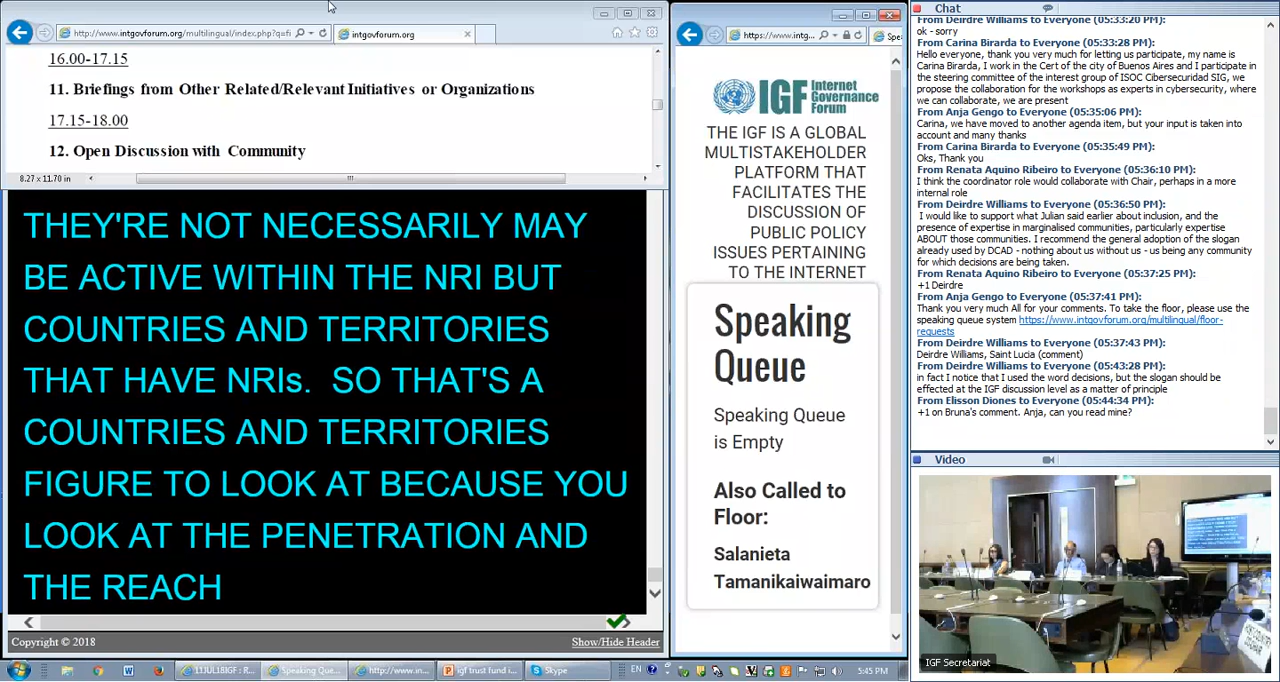 http://www.intgovforum.org/multilingual/index.php?q=fi
intgovforum.org
16.00-17.15
11. Briefings from Other Related/Relevant Initiatives or Organizations
17.15-18.00
12. Open Discussion with Community
8.27 x 11.70 in
THEY'RE NOT NECESSARILY MAY
BE ACTIVE WITHIN THE NRI BUT
COUNTRIES AND TERRITORIES
THAT HAVE NRIs.  SO THAT'S A
COUNTRIES AND TERRITORIES
FIGURE TO LOOK AT BECAUSE YOU
LOOK AT THE PENETRATION AND
THE REACH
Copyright © 2018
Show/Hide Header
https://www.int
Spe
IGF Internet
Governance
Forum
THE IGF IS A GLOBAL
MULTISTAKEHOLDER
PLATFORM THAT
FACILITATES THE
DISCUSSION OF
PUBLIC POLICY
ISSUES PERTAINING
TO THE INTERNET
Speaking
Queue
Speaking Queue
is Empty
Also Called to
Floor:
Salanieta
Tamanikaiwaimaro
Chat
From Deirdre Williams to Everyone (05:33:20 PM):
ok - sorry
From Carina Birarda to Everyone (05:33:28 PM):
Hello everyone, thank you very much for letting us participate, my name is
Carina Birarda, I work in the Cert of the city of Buenos Aires and I participate in
the steering committee of the interest group of ISOC Cibersecuridad SIG, we
propose the collaboration for the workshops as experts in cybersecurity, where
we can collaborate, we are present
From Anja Gengo to Everyone (05:35:06 PM):
Carina, we have moved to another agenda item, but your input is taken into
account and many thanks
From Carina Birarda to Everyone (05:35:49 PM):
Oks, Thank you
From Renata Aquino Ribeiro to Everyone (05:36:10 PM):
I think the coordinator role would collaborate with Chair, perhaps in a more
internal role
From Deirdre Williams to Everyone (05:36:50 PM):
I would like to support what Julian said earlier about inclusion, and the
presence of expertise in marginalised communities, particularly expertise
ABOUT those communities. I recommend the general adoption of the slogan
already used by DCAD - nothing about us without us - us being any community
for which decisions are being taken.
From Renata Aquino Ribeiro to Everyone (05:37:25 PM):
+1 Deirdre
From Anja Gengo to Everyone (05:37:41 PM):
Thank you very much All for your comments. To take the floor, please use the
speaking queue system https://www.intgovforum.org/multilingual/floor-
requests
From Deirdre Williams to Everyone (05:37:43 PM):
Deirdre Williams, Saint Lucia (comment)
From Deirdre Williams to Everyone (05:43:28 PM):
in fact I notice that I used the word decisions, but the slogan should be
effected at the IGF discussion level as a matter of principle
From Elisson Diones to Everyone (05:44:34 PM):
+1 on Bruna's comment. Anja, can you read mine?
Video
IGF Secretariat
11JUL18IGF : R...
Speaking Que...
http://www.in...
igf trust fund i...
Skype
EN
5:45 PM